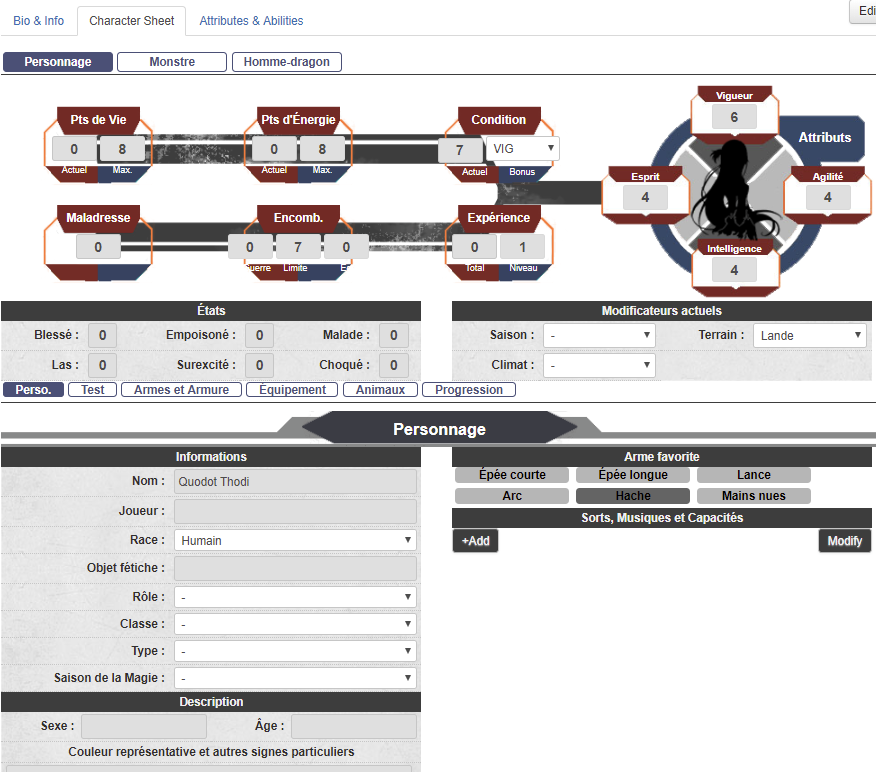 Bio & Info Character Sheet Attributes & Abilities Edi
Personnage Monstre Homme-dragon
Pts de Vie Pts d'Énergie Condition
0 8 0 8 7 VIG
Actuel Max. Actuel Max. Actuel Bonus
Vigueur
6
Attributs
Esprit Agilité
4 4
Intelligence
4
Maladresse Encomb. Expérience
0 0 7 0 0 1
uerre Limite Total Niveau
États Modificateurs actuels
Blessé : 0 Empoisoné : 0 Malade : 0 Saison : - Terrain : Lande
Las : 0 Surexcité : 0 Choqué : 0 Climat : -
Perso. Test Armes et Armure Équipement Animaux Progression
Personnage
Informations Arme favorite
Nom : Quodot Thodi Épée courte Épée longue Lance
Joueur : Arc Hache Mains nues
Sorts, Musiques et Capacités
Race : Humain +Add Modify
Objet fétiche :
Rôle : -
Classe : -
Type : -
Saison de la Magie : -
Description
Sexe : Âge :
Couleur représentative et autres signes particuliers